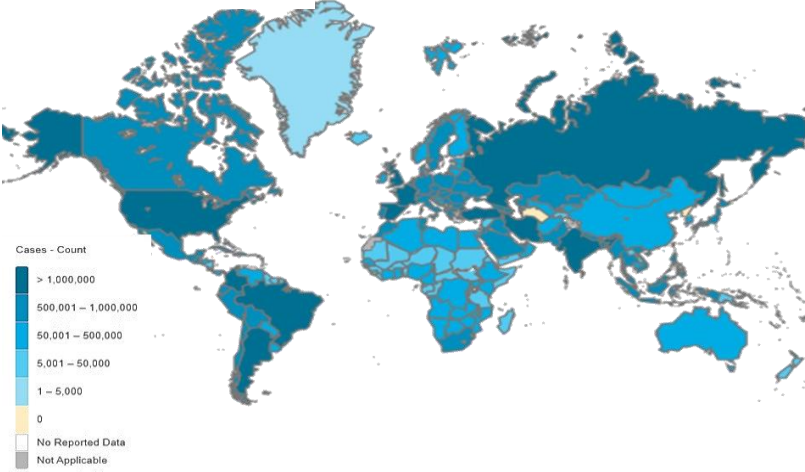 Cases - Count
> 1,000,000
500,001 – 1,000,000
50,001 – 500,000
5,001 – 50,000
1 – 5,000
0
No Reported Data
Not Applicable